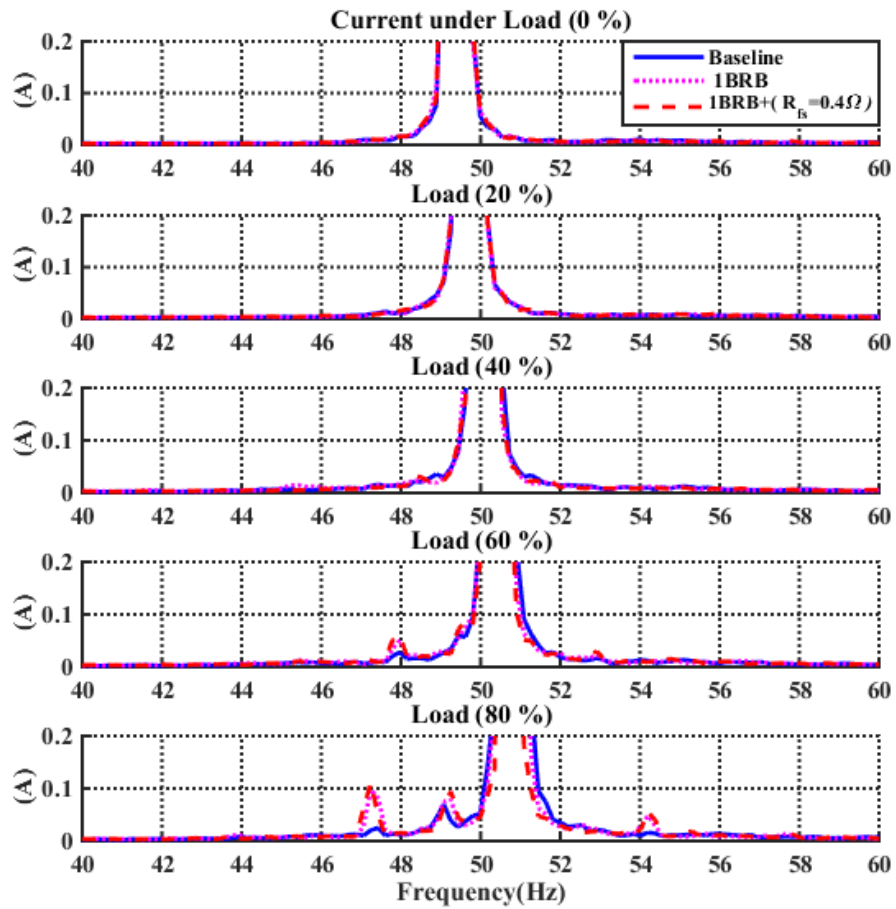 Current under Load (0 %)
0.2
0.1
0
(A)
Baseline
1BRB
1BRB+( R_fs=0.4Ω )
40 42 44 46 48 50 52 54 56 58 60
Load (20 %)
0.2
0.1
0
(A)
40 42 44 46 48 50 52 54 56 58 60
Load (40 %)
0.2
0.1
0
(A)
40 42 44 46 48 50 52 54 56 58 60
Load (60 %)
0.2
0.1
0
(A)
40 42 44 46 48 50 52 54 56 58 60
Load (80 %)
0.2
0.1
0
(A)
40 42 44 46 48 50 52 54 56 58 60
Frequency(Hz)